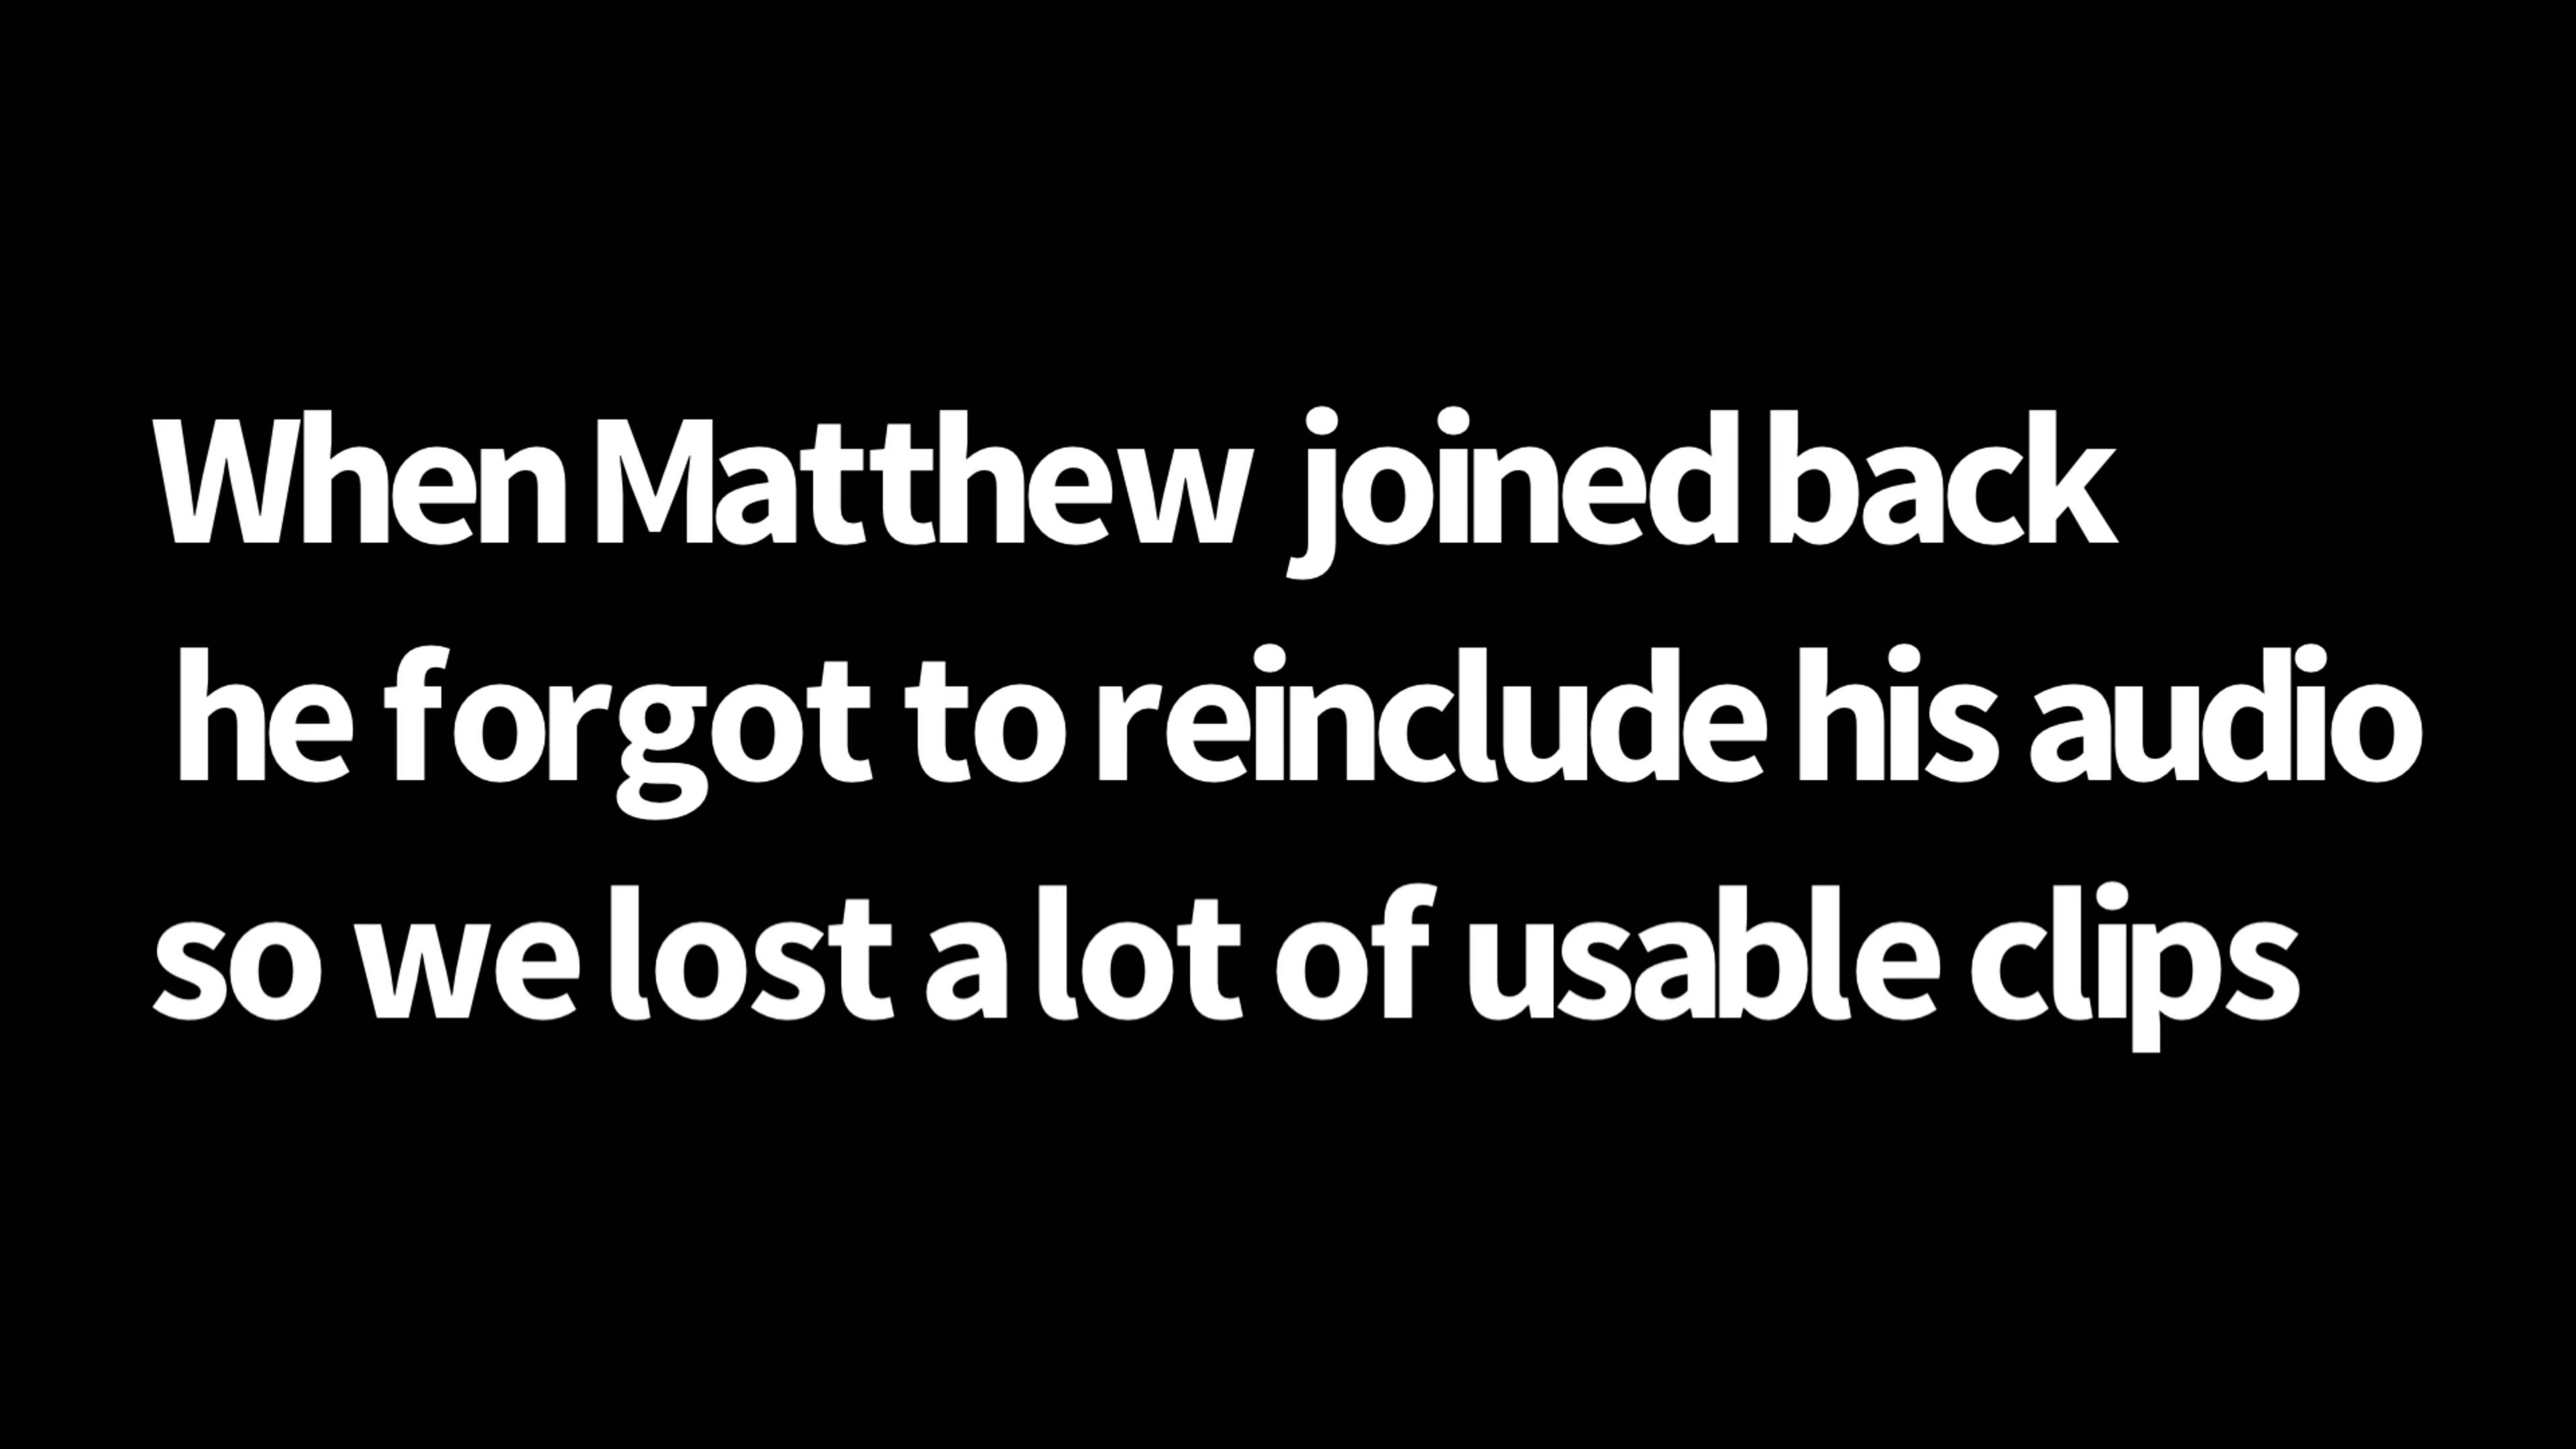 When Matthew joined back
he forgot to reinclude his audio
so we lost a lot of usable clips